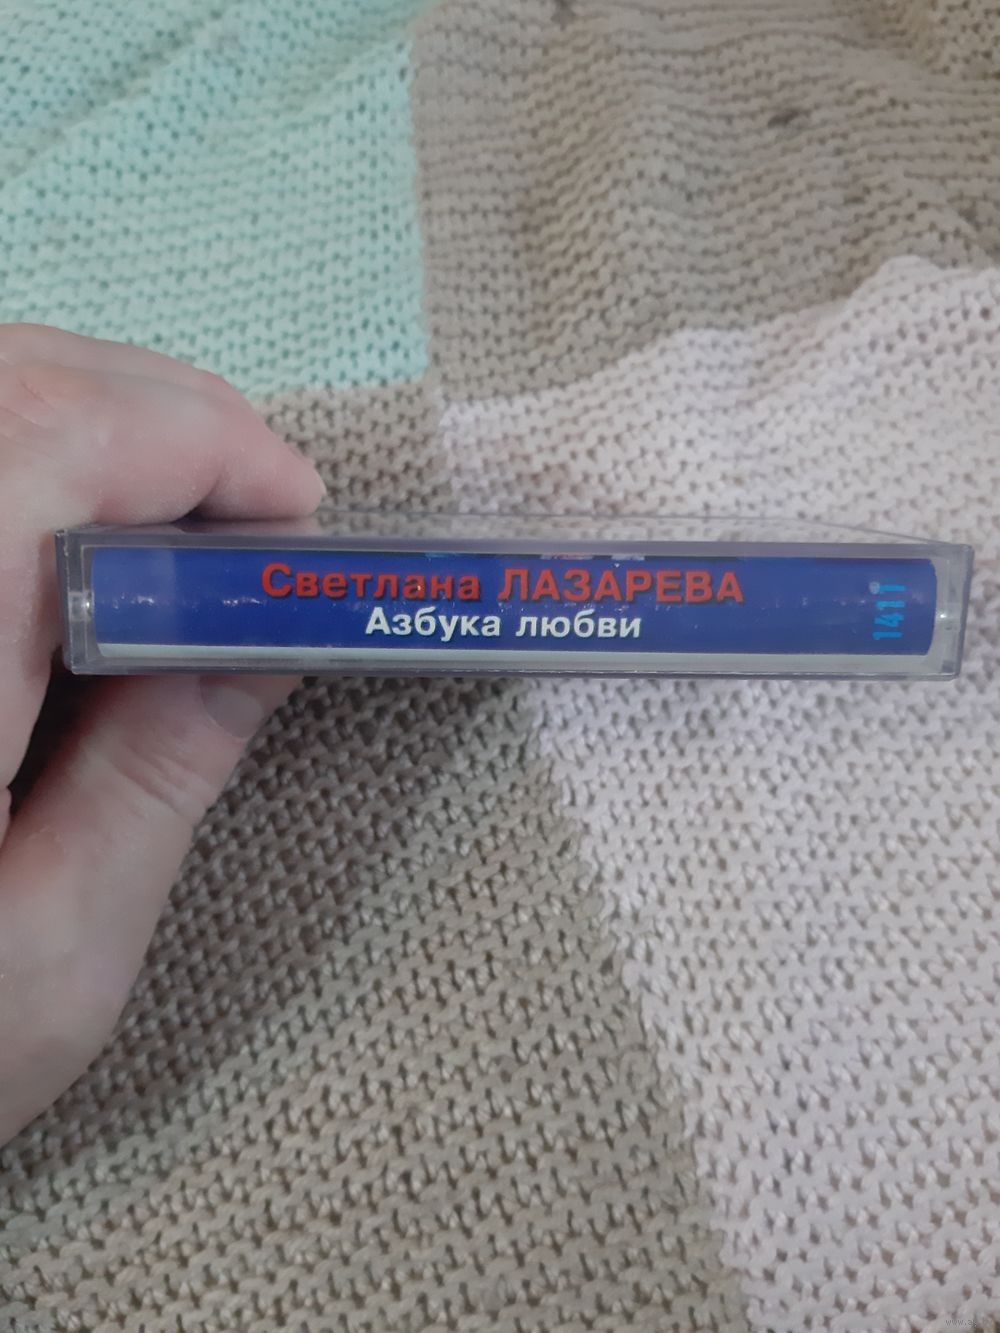 Светлана ЛАЗАРЕВА
Азбука любви
1411